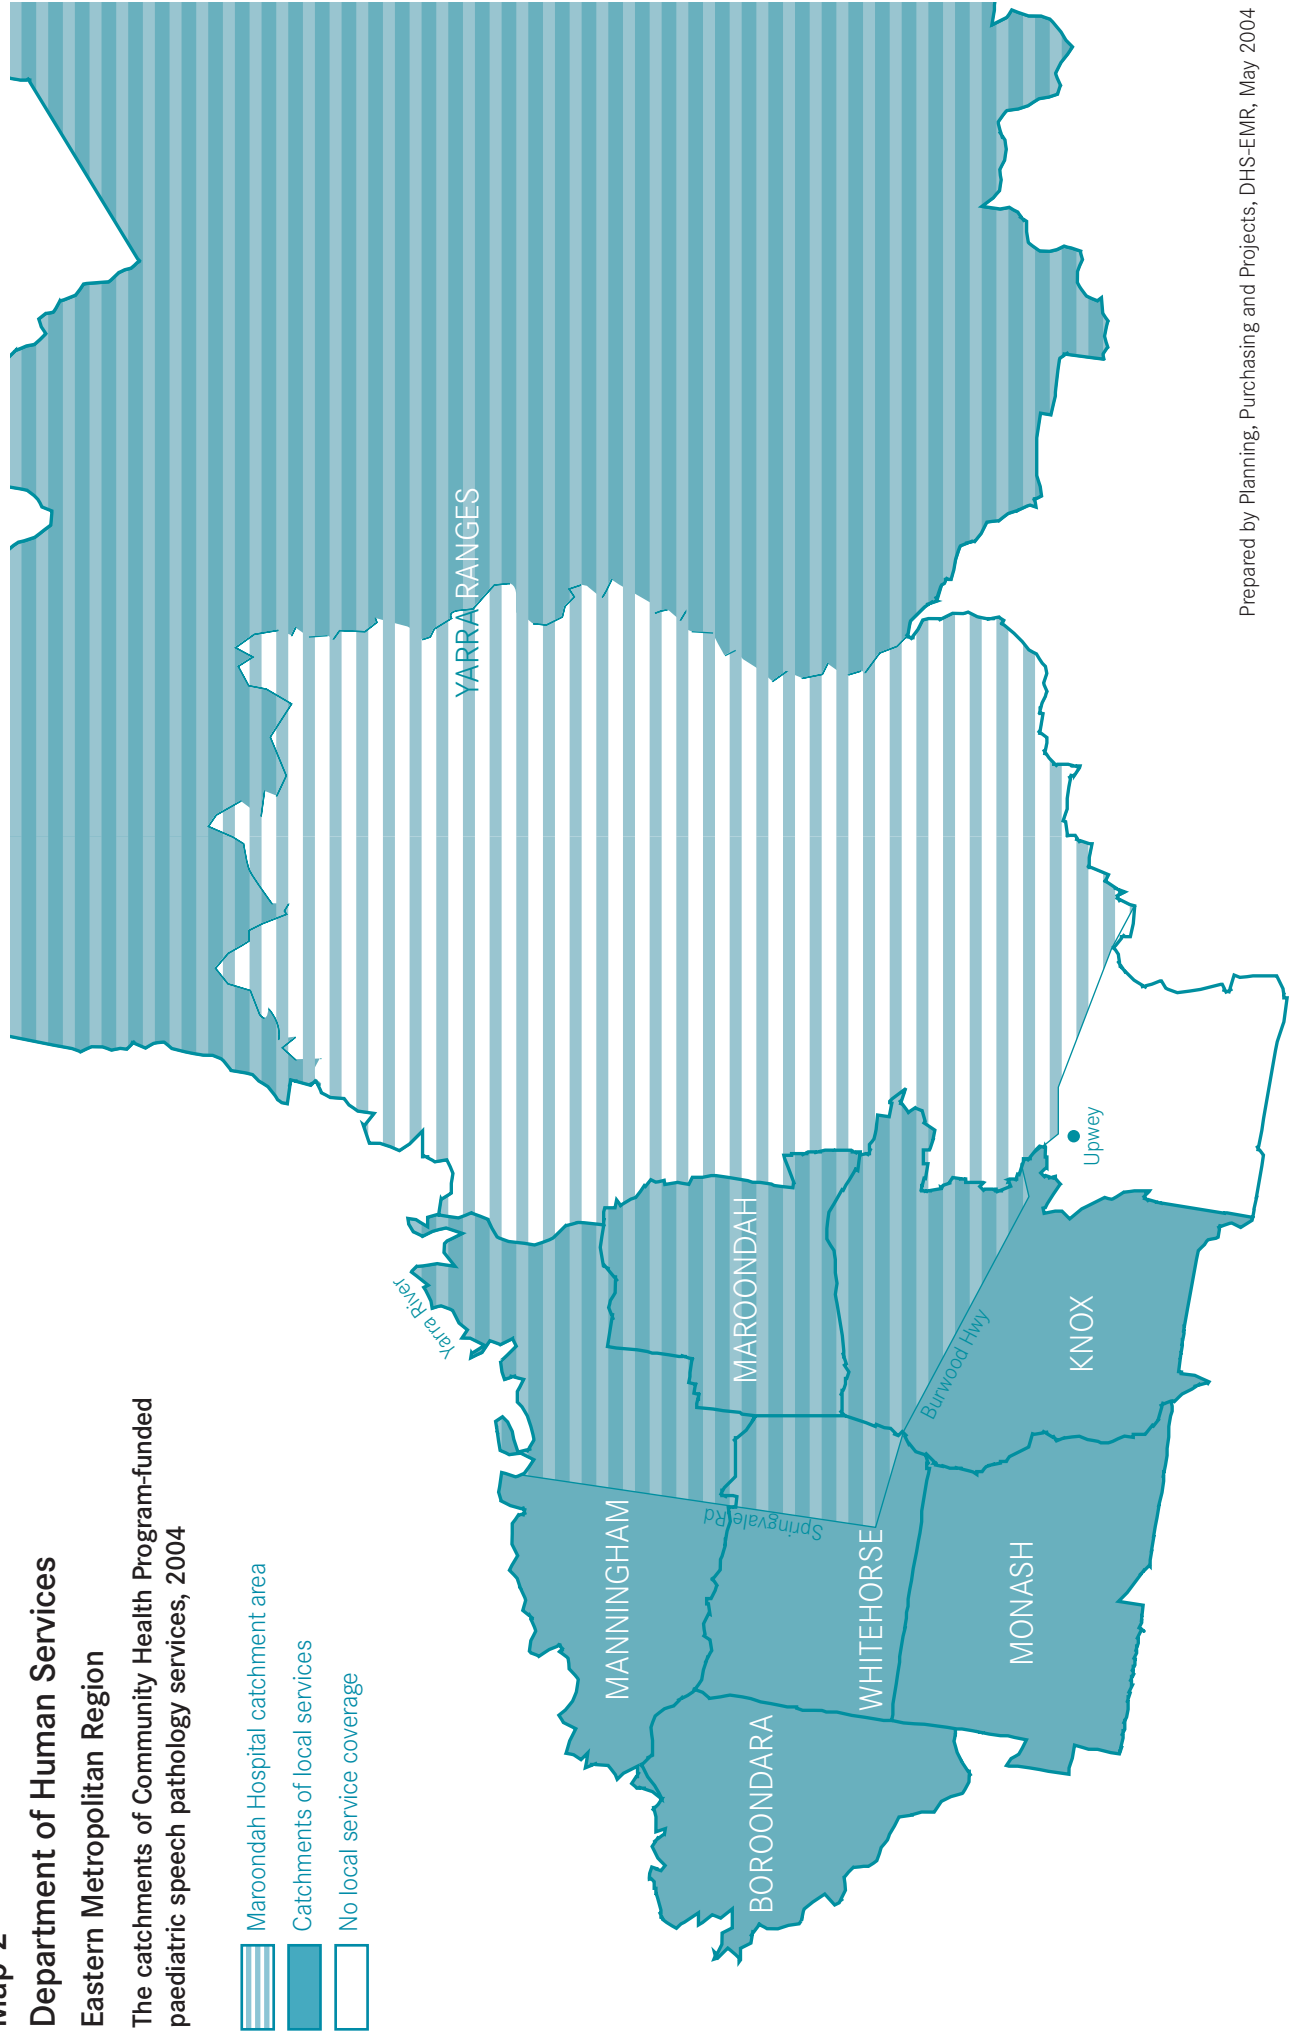 Map 2
Department of Human Services
Eastern Metropolitan Region
The catchments of Community Health Program-funded
paediatric speech pathology services, 2004
Maroondah Hospital catchment area
Catchments of local services
No local service coverage
YARRA RANGES
Yarra River
MAROONDAH
MANNINGHAM
Springvale Rd
WHITEHORSE
BOROONDARA
Burwood Hwy
KNOX
MONASH
Upwey
Prepared by Planning, Purchasing and Projects, DHS-EMR, May 2004